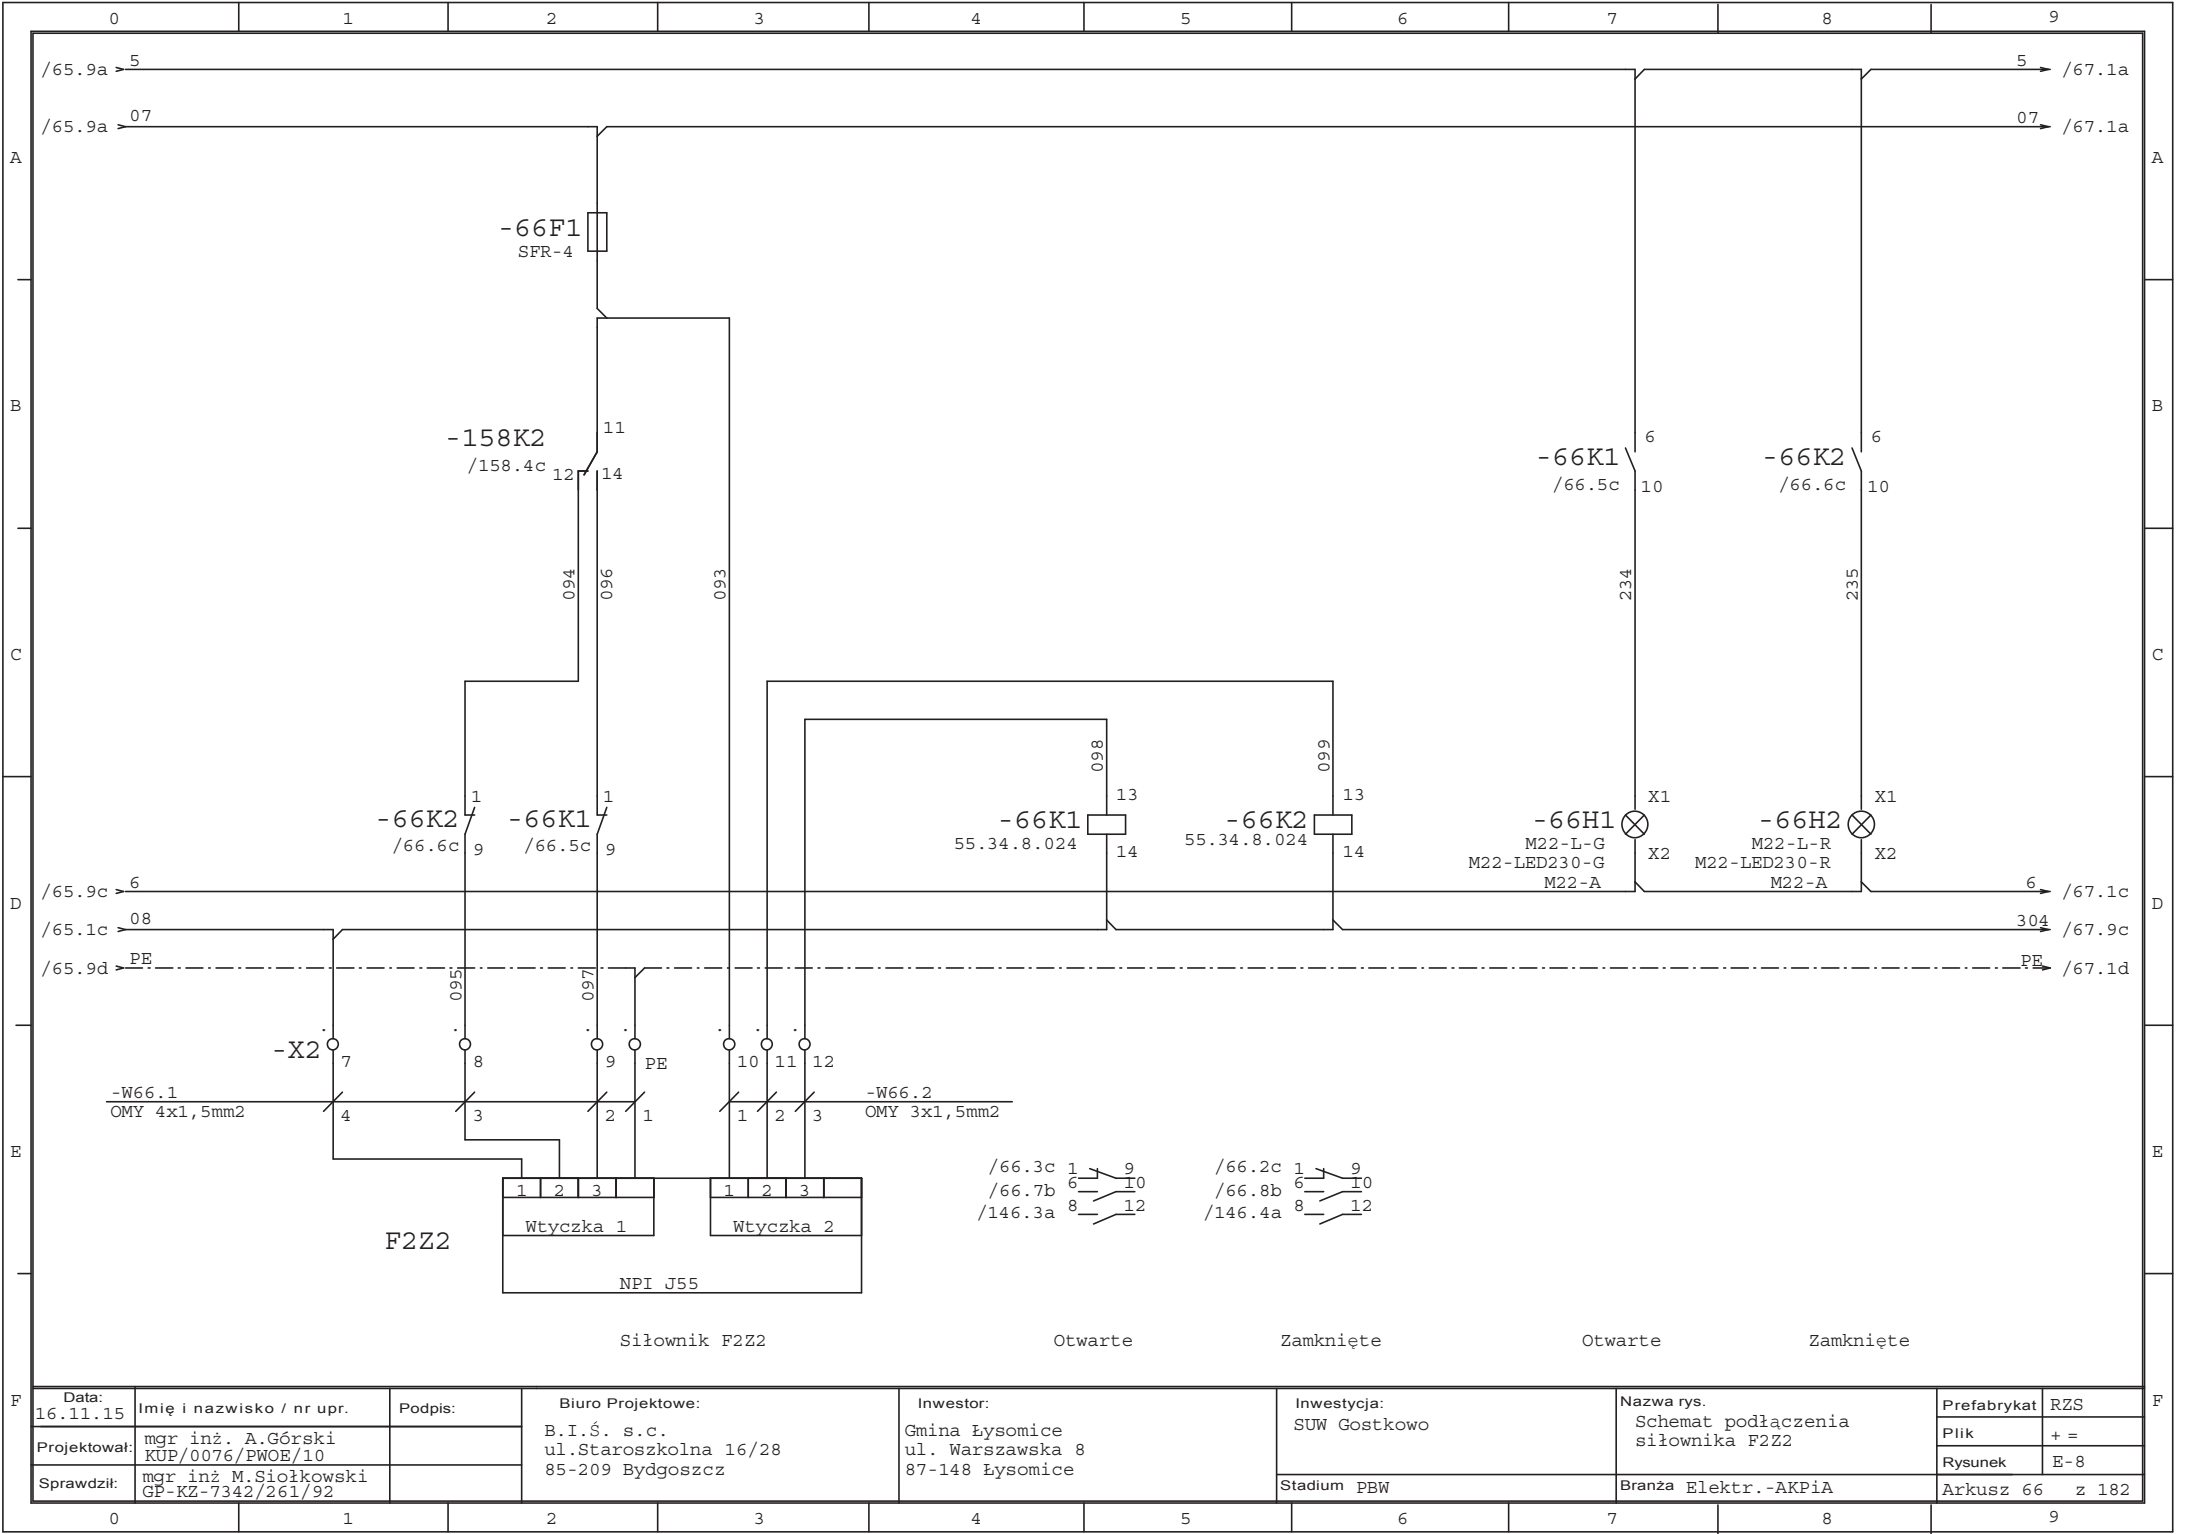 0 1 2 3 4 5 6 7 8 9
/65.9a 5 5 /67.1a
/65.9a 07 07 /67.1a
A A
-66F1
SFR-4
B B
11
-158K2
/158.4c 12 14
6
-66K1
/66.5c 10
6
-66K2
/66.6c 10
094 096 093 234 235
C C
098 099
1
-66K2
/66.6c 9
1
-66K1
/66.5c 9
13
-66K1
55.34.8.024
14
13
-66K2
55.34.8.024
14
X1
-66H1
M22-L-G
X2
M22-LED230-G
M22-A
X1
-66H2
M22-L-R
X2
M22-LED230-R
M22-A
/65.9c 6 6 /67.1c
D D
/65.1c 08 304 /67.9c
/65.9d PE PE /67.1d
095 097
-X2 7 8 9 PE 10 11 12
-W66.1
OMY 4x1,5mm2
4 3 2 1
1 2 3
-W66.2
OMY 3x1,5mm2
E E
/66.3c 1 9
/66.7b 6 10
/146.3a 8 12
/66.2c 1 9
/66.8b 6 10
/146.4a 8 12
1 2 3
Wtyczka 1
1 2 3
Wtyczka 2
F2Z2
NPI J55
Siłownik F2Z2 Otwarte Zamknięte Otwarte Zamknięte
F F
Data:
16.11.15
Imię i nazwisko / nr upr.
Podpis:
Projektował:
mgr inż. A.Górski
KUP/0076/PWOE/10
Sprawdził:
mgr inż M.Siołkowski
GP-KZ-7342/261/92
Biuro Projektowe:
B.I.Ś. s.c.
ul.Staroszkolna 16/28
85-209 Bydgoszcz
Inwestor:
Gmina Łysomice
ul. Warszawska 8
87-148 Łysomice
Inwestycja:
SUW Gostkowo
Stadium PBW
Nazwa rys.
Schemat podłączenia
siłownika F2Z2
Branża Elektr.-AKPiA
Prefabrykat RZS
Plik + =
Rysunek E-8
Arkusz 66 z 182
0 1 2 3 4 5 6 7 8 9